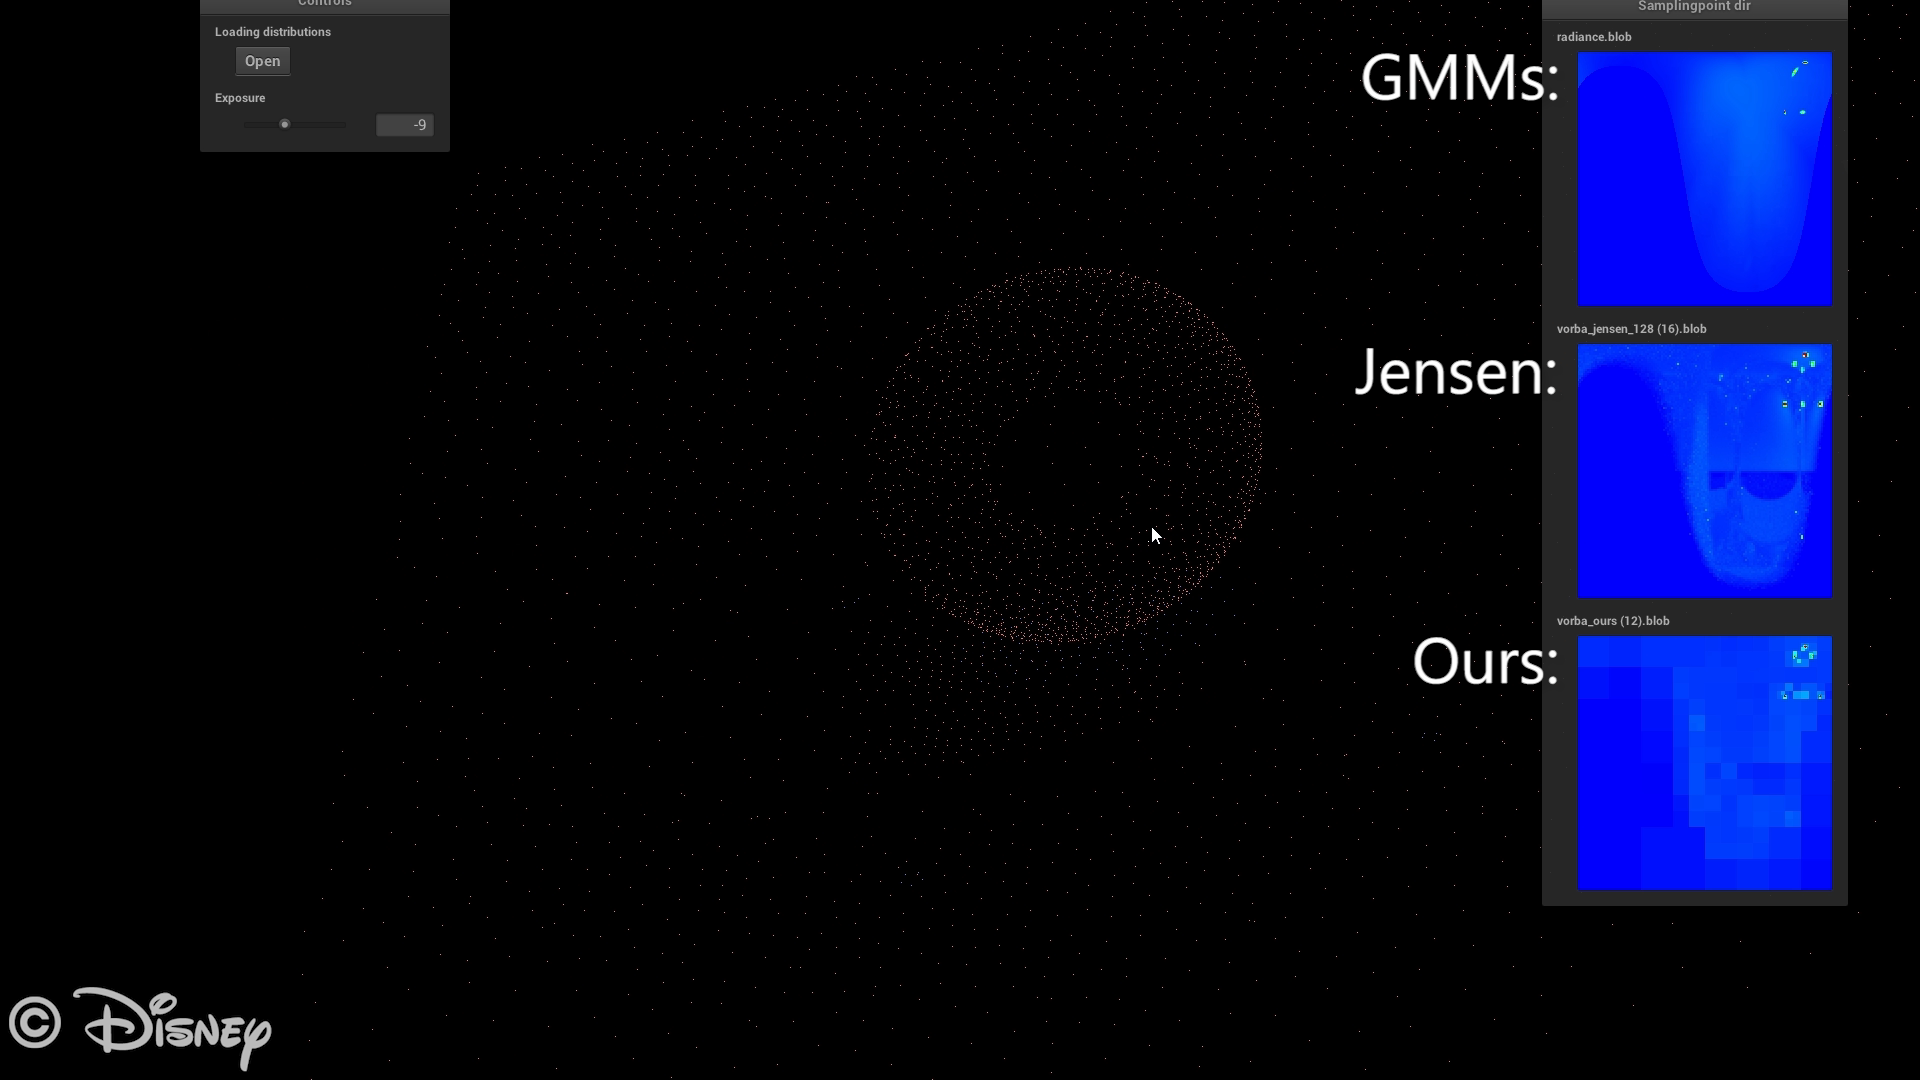 Controls
Loading distributions
Open
Exposure
-9
Samplingpoint dir
radiance.blob
GMMs:
vorba_jensen_128 (16).blob
Jensen:
vorba_ours (12).blob
Ours:
© Disney